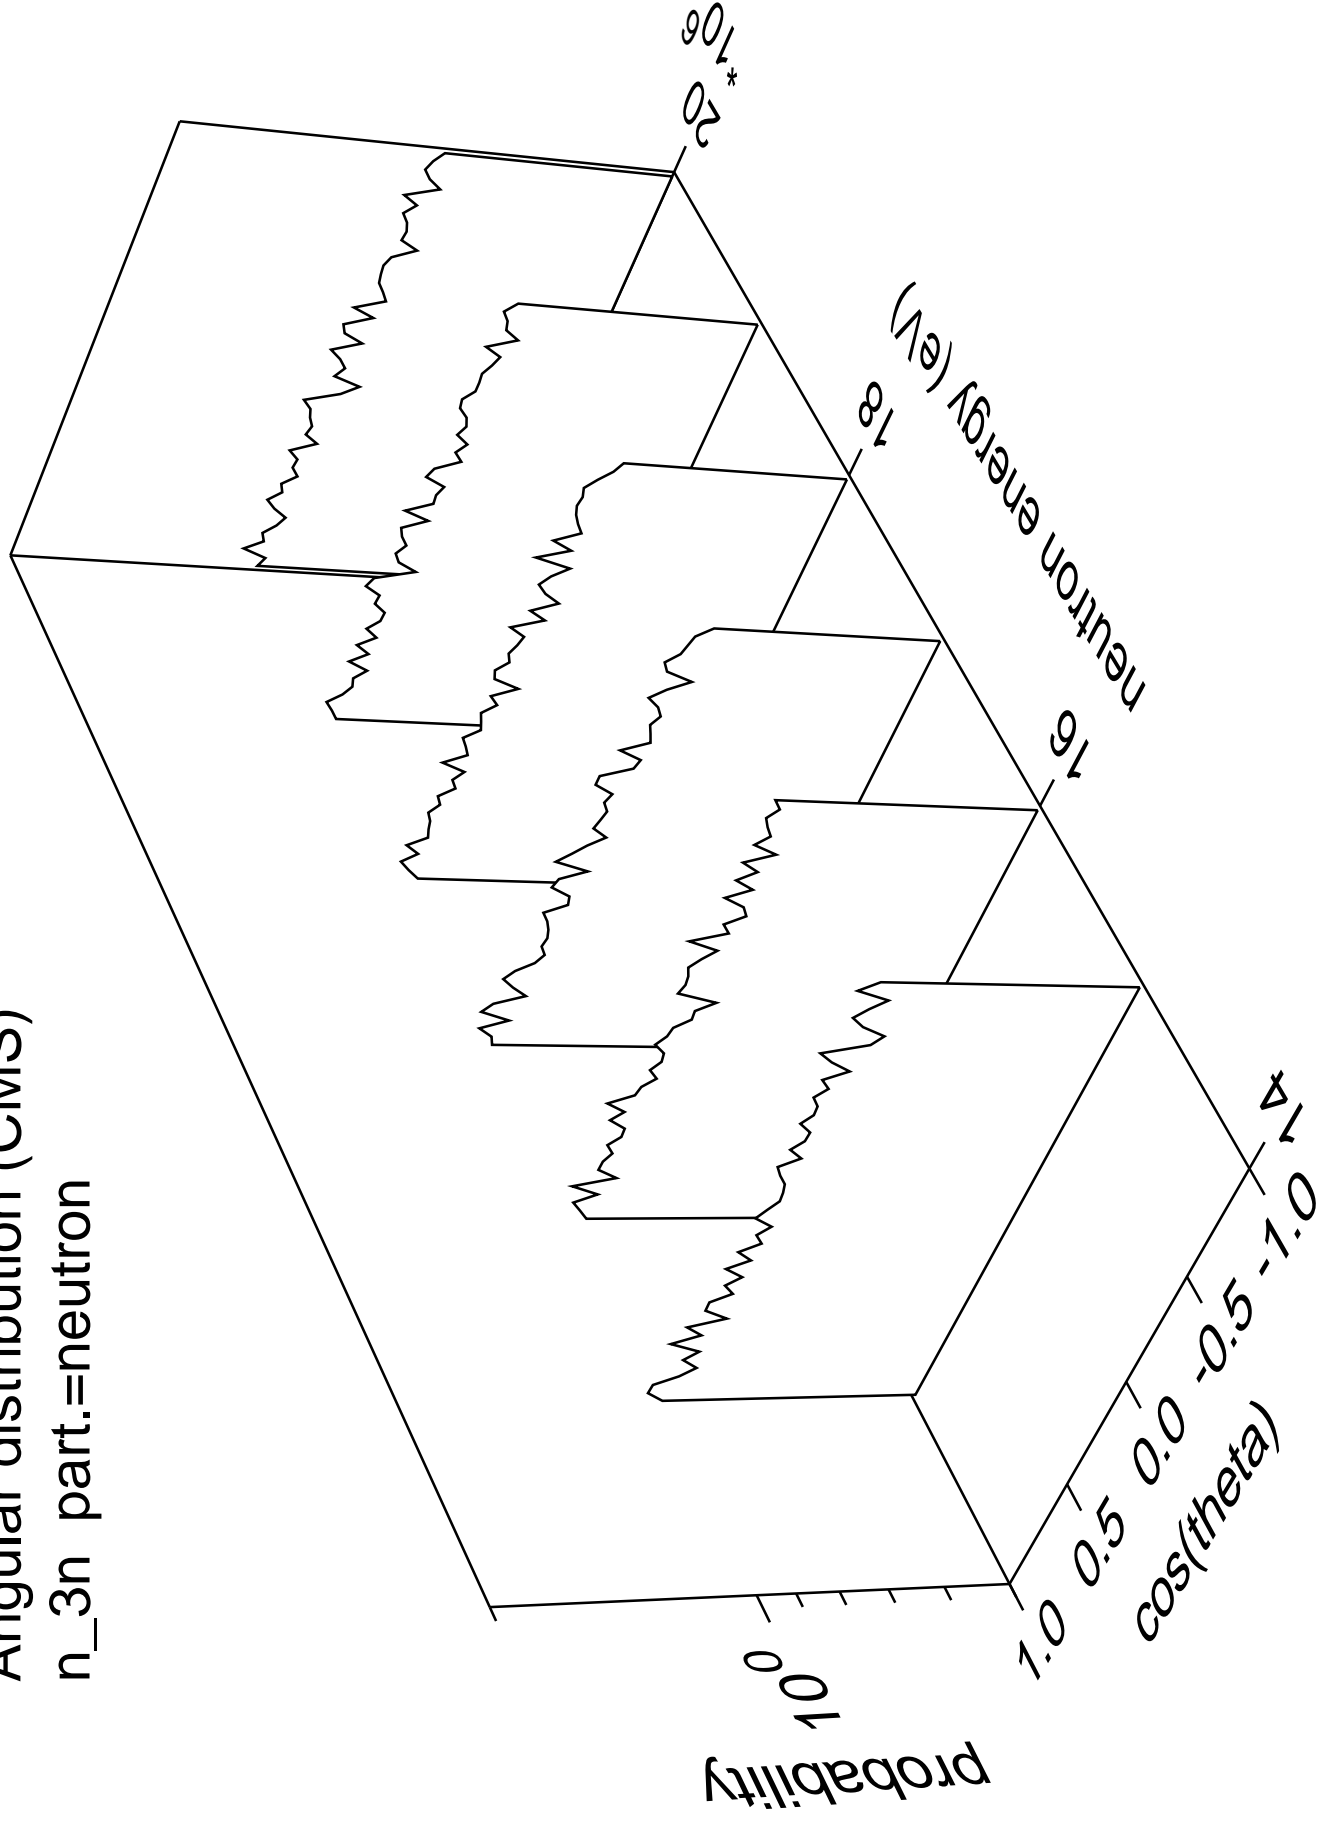 Angular distribution (CMS)
n_3n part.=neutron
probability
10^0
1.0 0.5 0.0 -0.5 -1.0
cos(theta)
14 16 18 20
*10^6
neutron energy (eV)